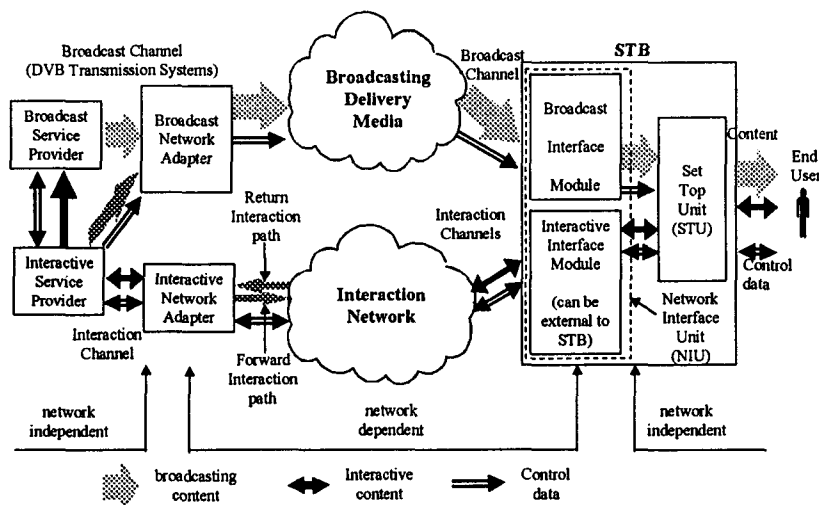 Broadcast Channel
(DVB Transmission Systems)
Broadcast
Service
Provider
Broadcast
Network
Adapter
Broadcasting
Delivery
Media
Broadcast
Channel
STB
Broadcast
Interface
Module
Content
Set
Top
Unit
(STU)
End
User
Return
Interaction
path
Interaction
Channels
Interactive
Service
Provider
Interactive
Network
Adapter
Interaction
Network
Interactive
Interface
Module
(can be
external to
STB)
Control
data
Network
Interface
Unit
(NIU)
Interaction
Channel
Forward
Interaction
path
network
independent
network
dependent
network
independent
broadcasting
content
Interactive
content
Control
data